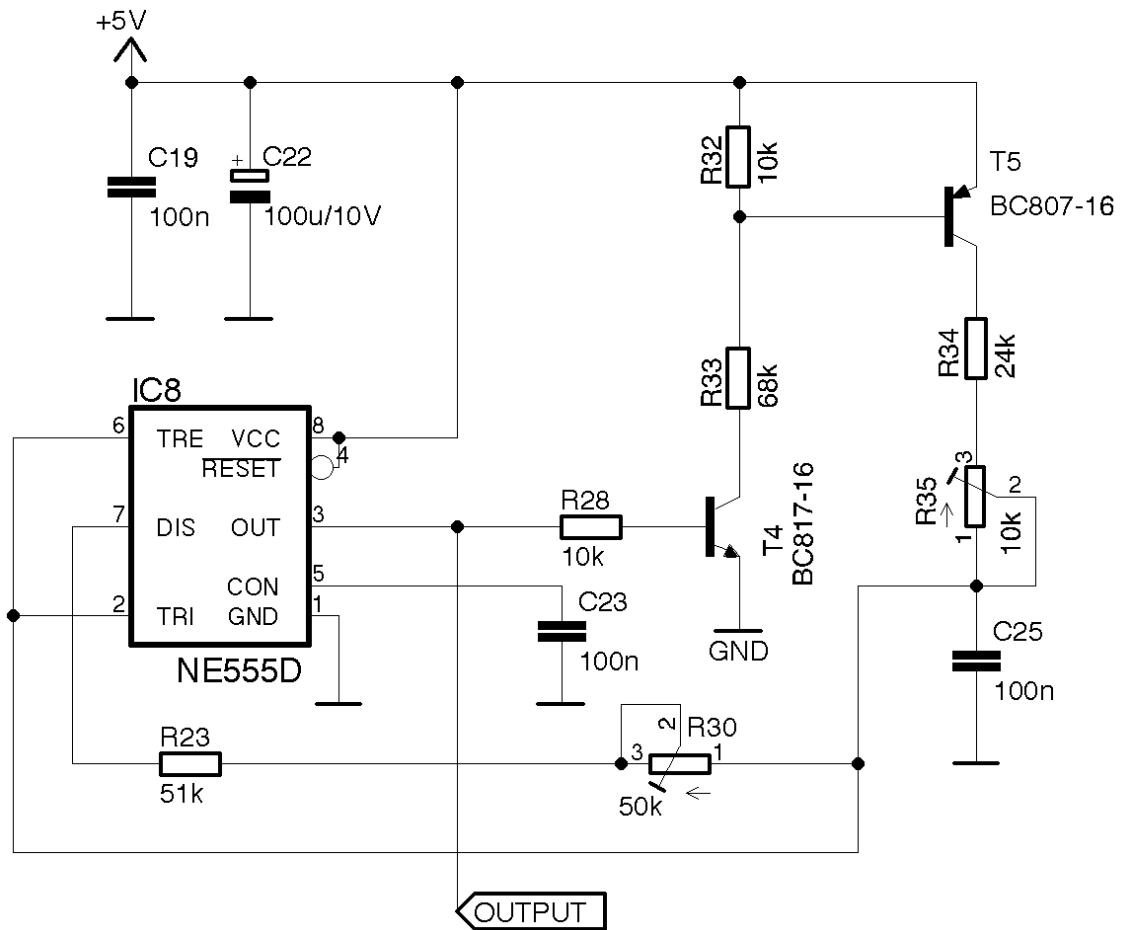 +5V
C19
100n
+
C22
100u/10V
R32
10k
T5
BC807-16
R33
68k
R34
24k
IC8
6
TRE
VCC
8
RESET
4
7
DIS
OUT
3
CON
5
2
TRI
GND
1
NE555D
R28
10k
T4
BC817-16
GND
C23
100n
R35
10k
3
2
1
C25
100n
R23
51k
R30
50k
3
2
1
OUTPUT